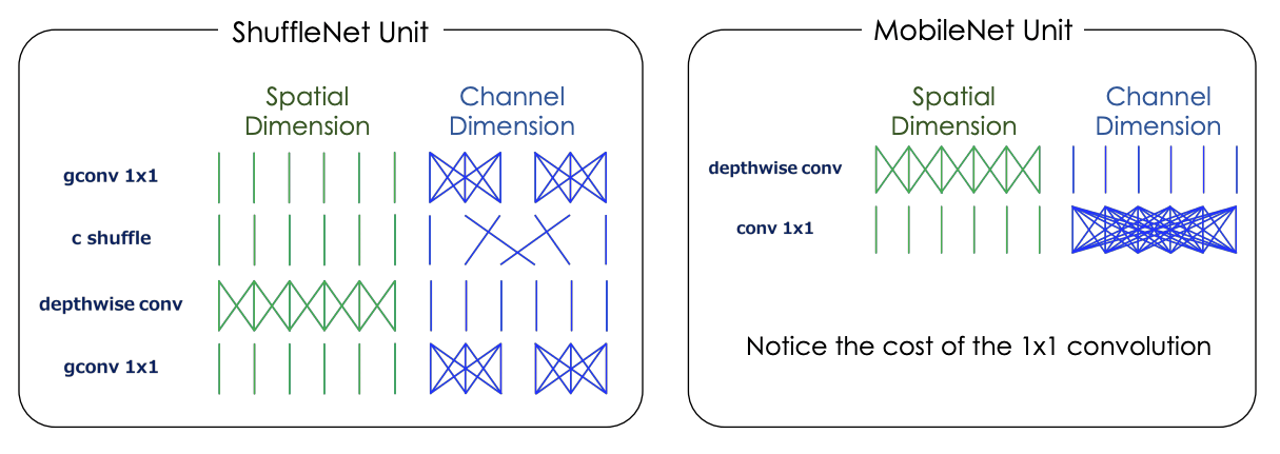 ShuffleNet Unit
Spatial
Dimension
Channel
Dimension
gconv 1x1
c shuffle
depthwise conv
gconv 1x1
MobileNet Unit
Spatial
Dimension
Channel
Dimension
depthwise conv
conv 1x1
Notice the cost of the 1x1 convolution